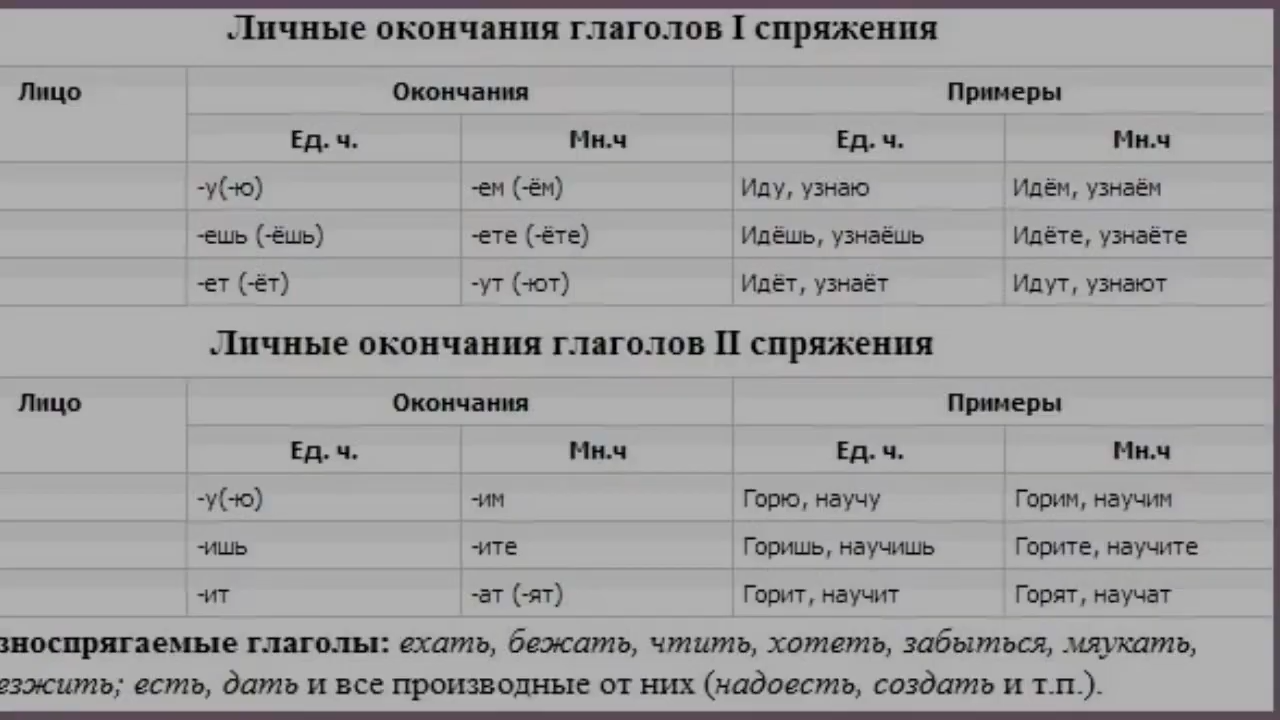 Личные окончания глаголов I спряжения
Лицо Окончания Примеры
Ед. ч. Мн.ч Ед. ч. Мн.ч
-у(-ю) -ем (-ём) Иду, узнаю Идём, узнаём
-ешь (-ёшь) -ете (-ёте) Идёшь, узнаёшь Идёте, узнаёте
-ет (-ёт) -ут (-ют) Идёт, узнаёт Идут, узнают
Личные окончания глаголов II спряжения
Лицо Окончания Примеры
Ед. ч. Мн.ч Ед. ч. Мн.ч
-у(-ю) -им Горю, научу Горим, научим
-ишь -ите Горишь, научишь Горите, научите
-ит -ат (-ят) Горит, научит Горят, научат
зноспрягаемые глаголы: ехать, бежать, чтить, хотеть, забыться, мяукать,
езжить; есть, дать и все производные от них (надоесть, создать и т.п.).